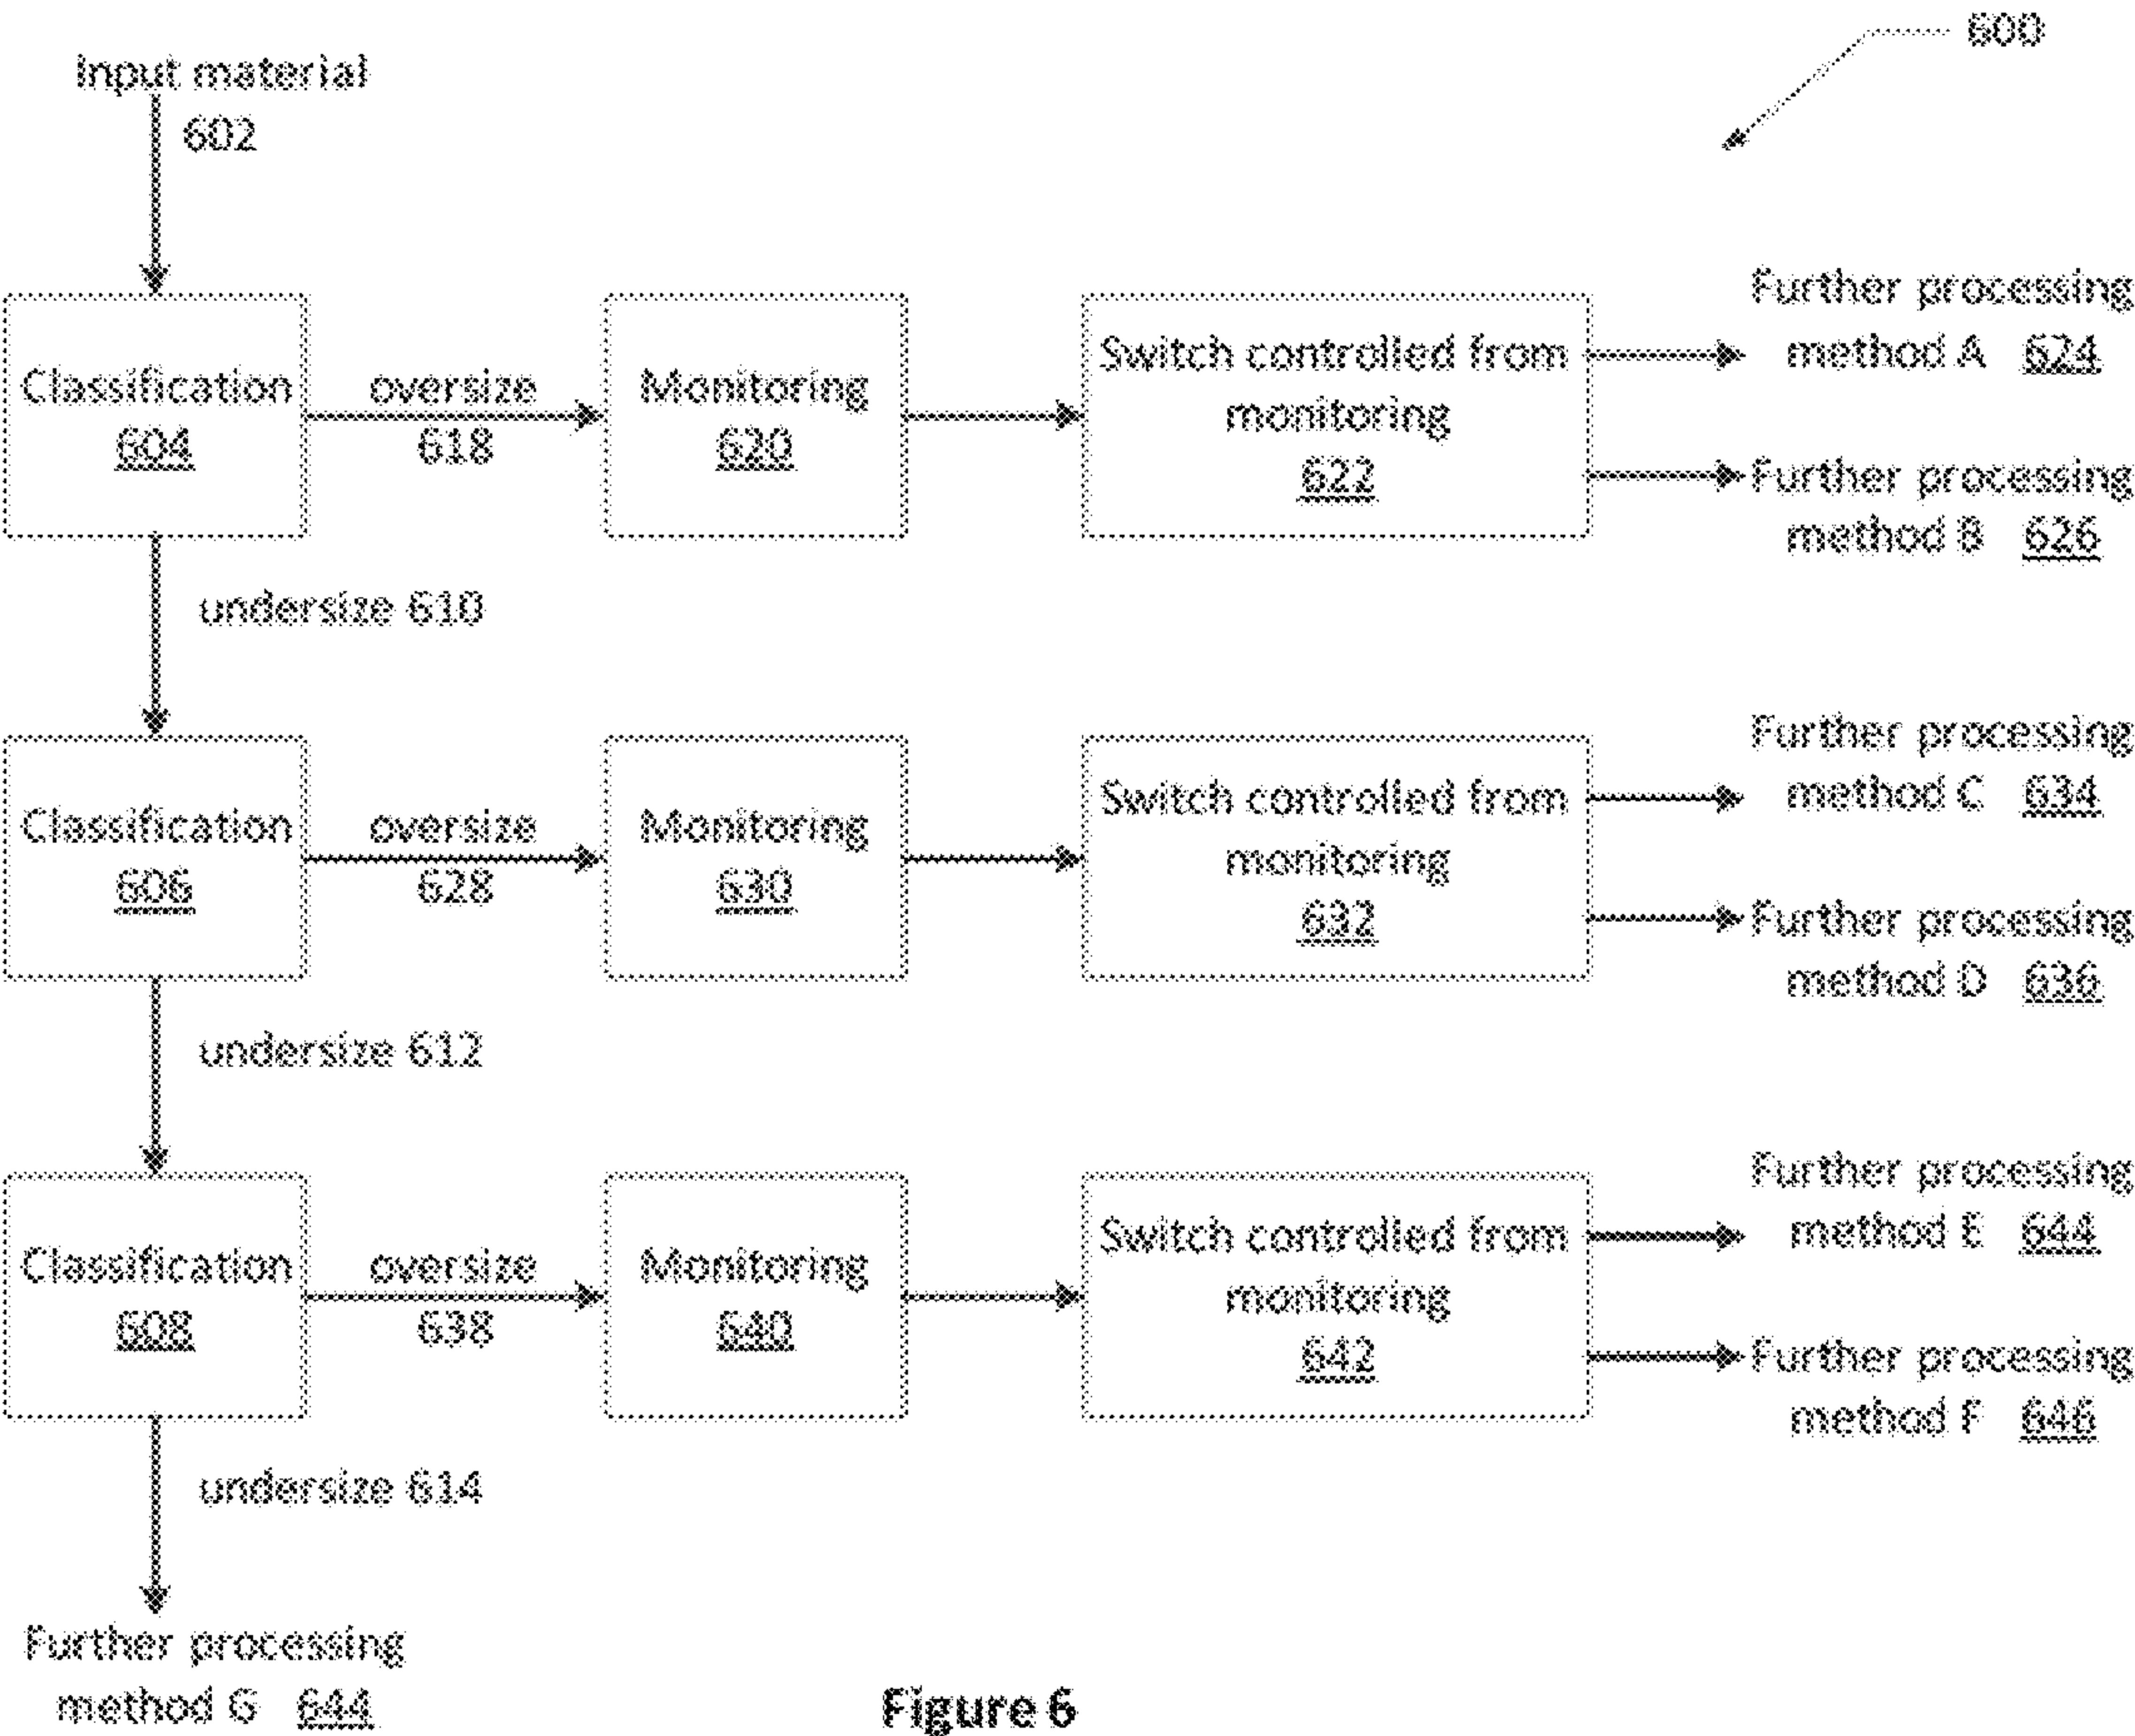 600
Input material
602
Classification
604
oversize
618
Monitoring
620
Switch controlled from
monitoring
622
Further processing
method A 624
Further processing
method B 626
undersize 610
Classification
606
oversize
628
Monitoring
630
Switch controlled from
monitoring
632
Further processing
method C 634
Further processing
method D 636
undersize 612
Classification
608
oversize
638
Monitoring
640
Switch controlled from
monitoring
642
Further processing
method E 644
Further processing
method F 646
undersize 614
Further processing
method G 644
Figure 6